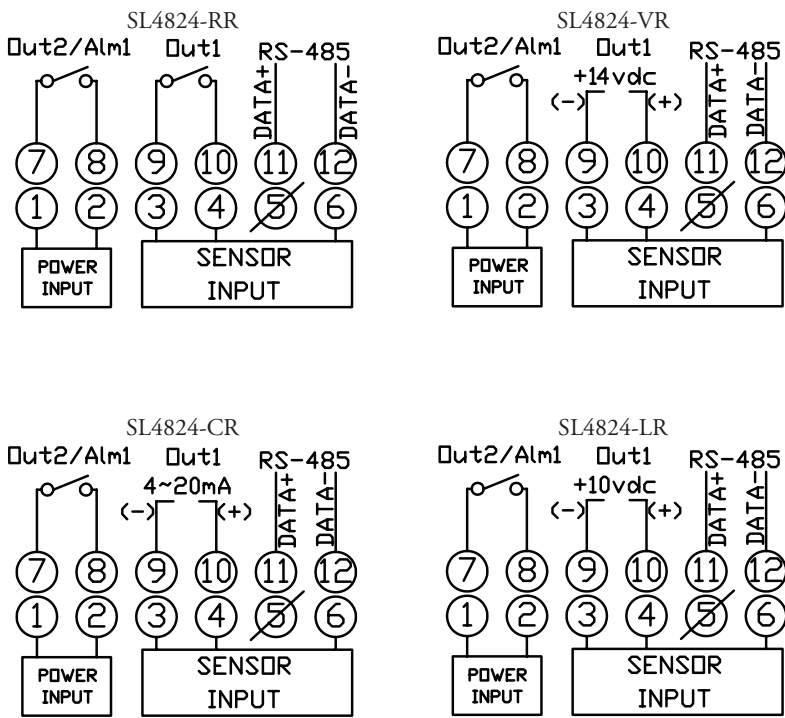 SL4824-RR
Out2/Alm1 Out1 RS-485
DATA+
DATA-
7 8 9 10 11 12
1 2 3 4 5 6
POWER
INPUT
SENSOR
INPUT
SL4824-VR
Out2/Alm1 Out1 RS-485
+14vdc
(-) (+)
DATA+
DATA-
7 8 9 10 11 12
1 2 3 4 5 6
POWER
INPUT
SENSOR
INPUT
SL4824-CR
Out2/Alm1 Out1 RS-485
4~20mA
(-) (+)
DATA+
DATA-
7 8 9 10 11 12
1 2 3 4 5 6
POWER
INPUT
SENSOR
INPUT
SL4824-LR
Out2/Alm1 Out1 RS-485
+10vdc
(-) (+)
DATA+
DATA-
7 8 9 10 11 12
1 2 3 4 5 6
POWER
INPUT
SENSOR
INPUT